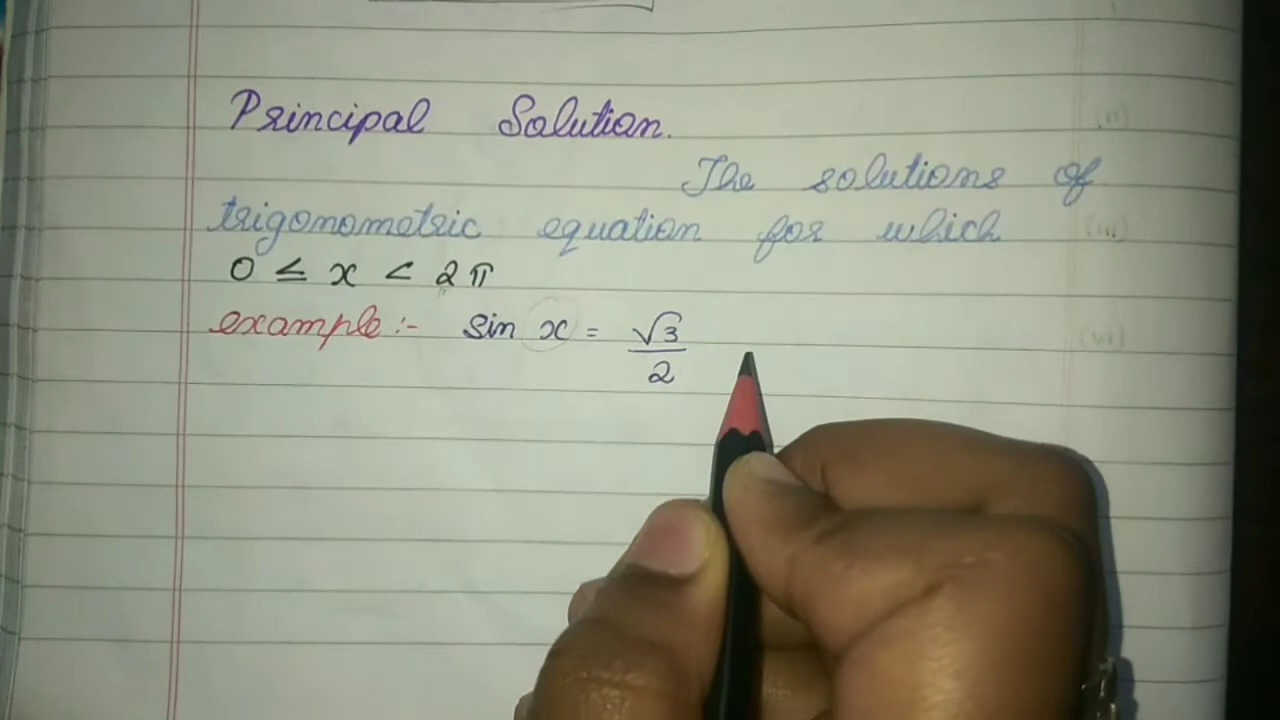 Principal Solution.
The solutions of
trigonometric equation for which
0 ≤ x < 2π
example :- sin x = √3/2